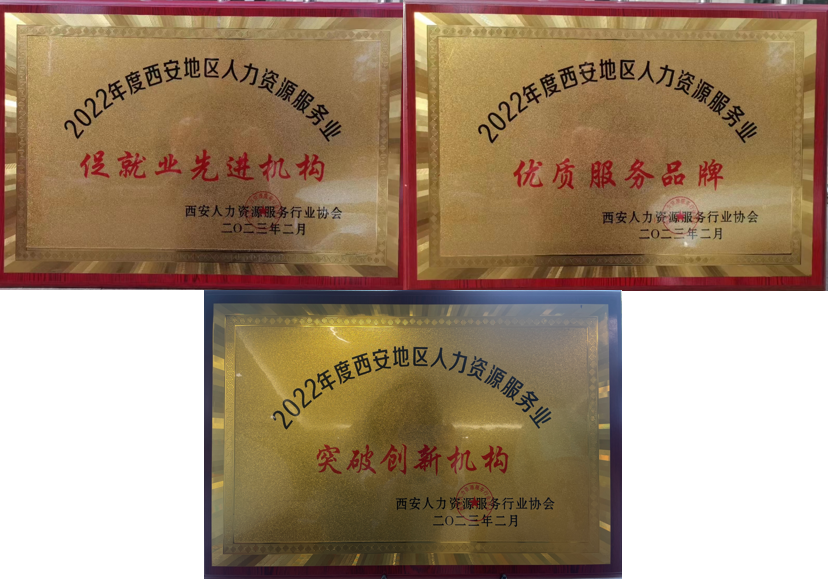 2022年度西安地区人力资源服务业
促就业先进机构
西安人力资源服务行业协会
二〇二三年二月
2022年度西安地区人力资源服务业
优质服务品牌
西安人力资源服务行业协会
二〇二三年二月
2022年度西安地区人力资源服务业
突破创新机构
西安人力资源服务行业协会
二〇二三年二月